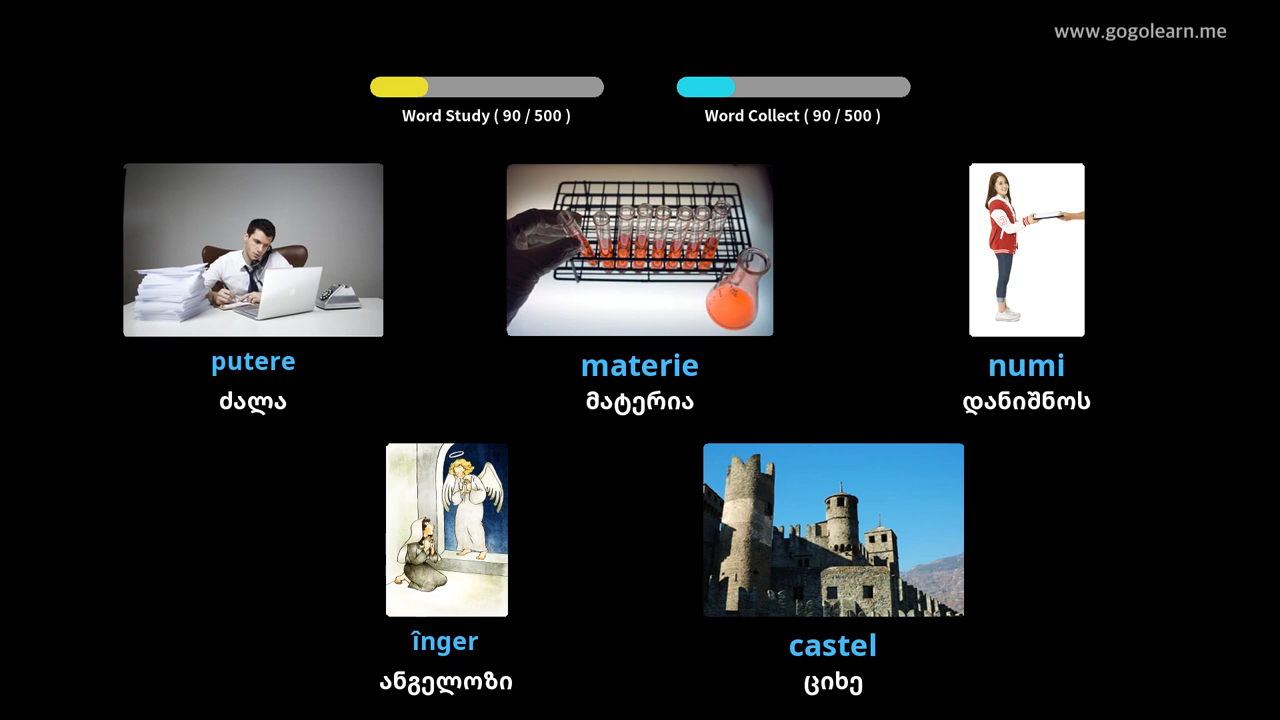 www.gogolearn.me
Word Study ( 90 / 500 )
Word Collect ( 90 / 500 )
putere
ძალა
materie
მატერია
numi
დანიშნოს
înger
ანგელოზი
castel
ციხე